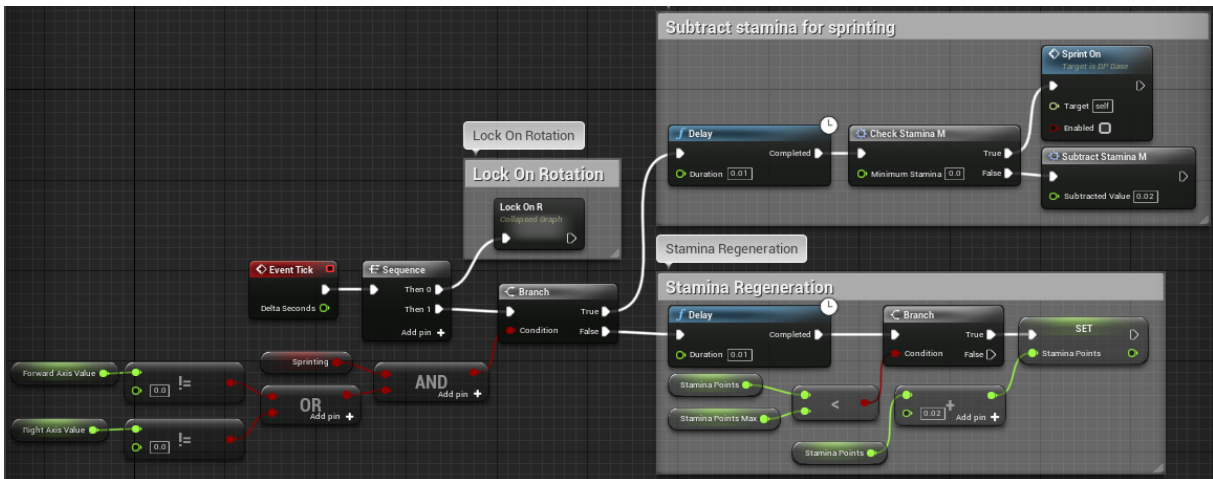 Subtract stamina for sprinting
Sprint On
Target is BP Base
Target self
Enabled
Delay
Completed
Duration 0.01
Check Stamina M
True
Minimum Stamina 0.0 False
Subtract Stamina M
Subtracted Value 0.02
Lock On Rotation
Lock On Rotation
Lock On R
Collapsed Graph
Event Tick
Delta Seconds
Sequence
Then 0
Then 1
Add pin +
Branch
True
Condition False
Forward Axis Value
0.0 !=
Right Axis Value
0.0 !=
Sprinting
OR
Add pin +
AND
Add pin +
Stamina Regeneration
Stamina Regeneration
Delay
Completed
Duration 0.01
Branch
True
Condition False
SET
Stamina Points
Stamina Points
Stamina Points Max
<
+
0.02 Add pin +
Stamina Points